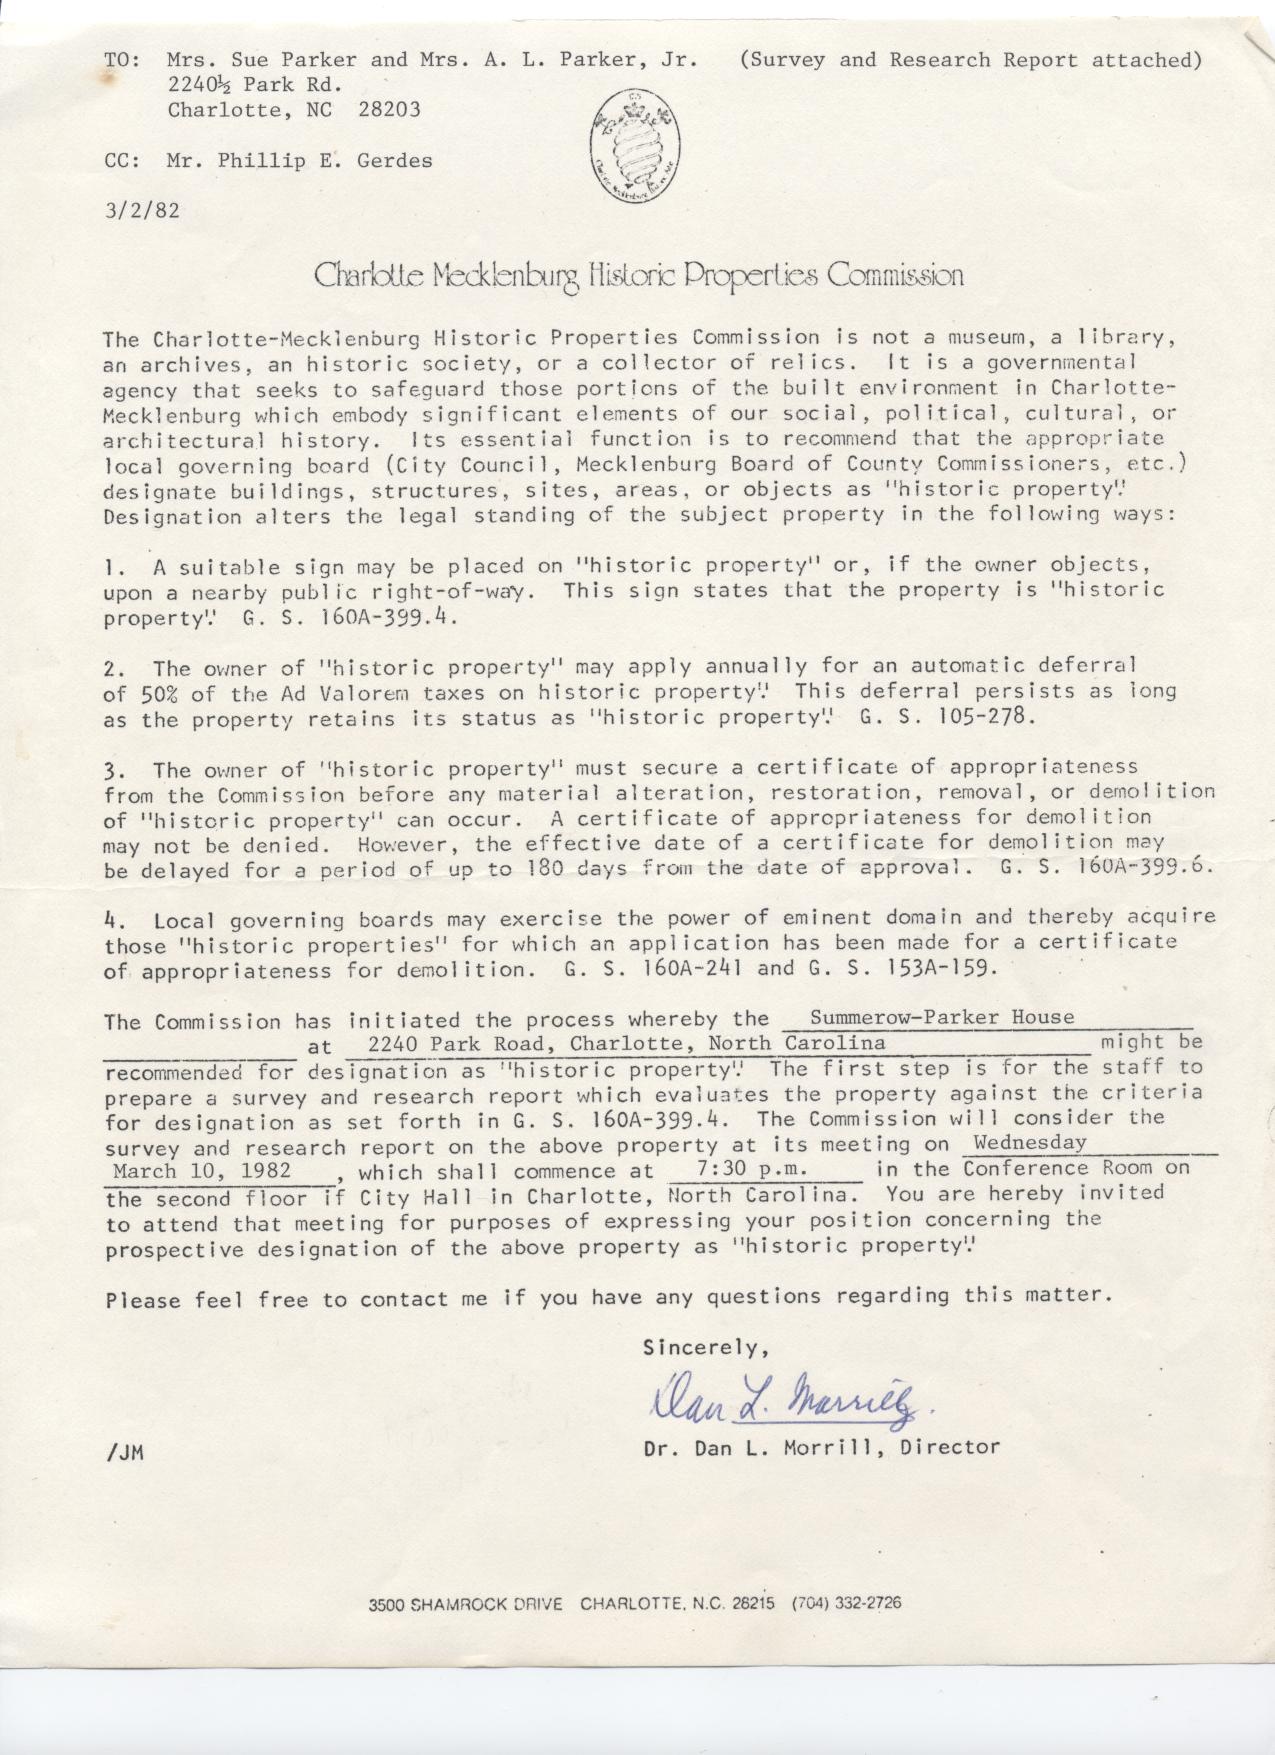 TO: Mrs. Sue Parker and Mrs. A. L. Parker, Jr. (Survey and Research Report attached)
2240½ Park Rd.
Charlotte, NC 28203
CC: Mr. Phillip E. Gerdes
3/2/82
Charlotte Mecklenburg Historic Properties Commission
The Charlotte-Mecklenburg Historic Properties Commission is not a museum, a library,
an archives, an historic society, or a collector of relics. It is a governmental
agency that seeks to safeguard those portions of the built environment in Charlotte-
Mecklenburg which embody significant elements of our social, political, cultural, or
architectural history. Its essential function is to recommend that the appropriate
local governing board (City Council, Mecklenburg Board of County Commissioners, etc.)
designate buildings, structures, sites, areas, or objects as "historic property."
Designation alters the legal standing of the subject property in the following ways:
1. A suitable sign may be placed on "historic property" or, if the owner objects,
upon a nearby public right-of-way. This sign states that the property is "historic
property." G. S. 160A-399.4.
2. The owner of "historic property" may apply annually for an automatic deferral
of 50% of the Ad Valorem taxes on historic property." This deferral persists as long
as the property retains its status as "historic property." G. S. 105-278.
3. The owner of "historic property" must secure a certificate of appropriateness
from the Commission before any material alteration, restoration, removal, or demolition
of "historic property" can occur. A certificate of appropriateness for demolition
may not be denied. However, the effective date of a certificate for demolition may
be delayed for a period of up to 180 days from the date of approval. G. S. 160A-399.6.
4. Local governing boards may exercise the power of eminent domain and thereby acquire
those "historic properties" for which an application has been made for a certificate
of appropriateness for demolition. G. S. 160A-241 and G. S. 153A-159.
The Commission has initiated the process whereby the Summerow-Parker House
at 2240 Park Road, Charlotte, North Carolina might be
recommended for designation as "historic property." The first step is for the staff to
prepare a survey and research report which evaluates the property against the criteria
for designation as set forth in G. S. 160A-399.4. The Commission will consider the
survey and research report on the above property at its meeting on Wednesday
March 10, 1982, which shall commence at 7:30 p.m. in the Conference Room on
the second floor if City Hall in Charlotte, North Carolina. You are hereby invited
to attend that meeting for purposes of expressing your position concerning the
prospective designation of the above property as "historic property."
Please feel free to contact me if you have any questions regarding this matter.
Sincerely,
Dan L. Morrill.
/JM
Dr. Dan L. Morrill, Director
3500 SHAMROCK DRIVE CHARLOTTE, N.C. 28215 (704) 332-2726